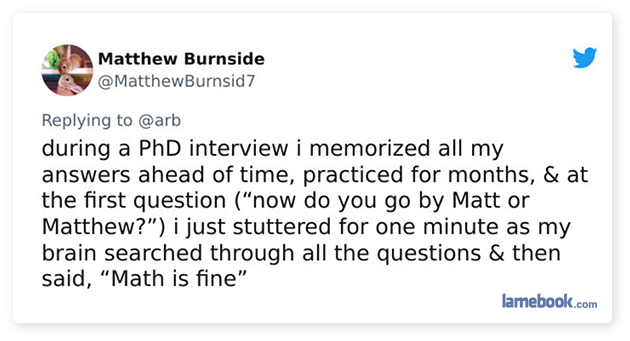 Matthew Burnside
@MatthewBurnsid7
Replying to @arb
during a PhD interview i memorized all my
answers ahead of time, practiced for months, & at
the first question (“now do you go by Matt or
Matthew?”) i just stuttered for one minute as my
brain searched through all the questions & then
said, “Math is fine”
lamebook.com